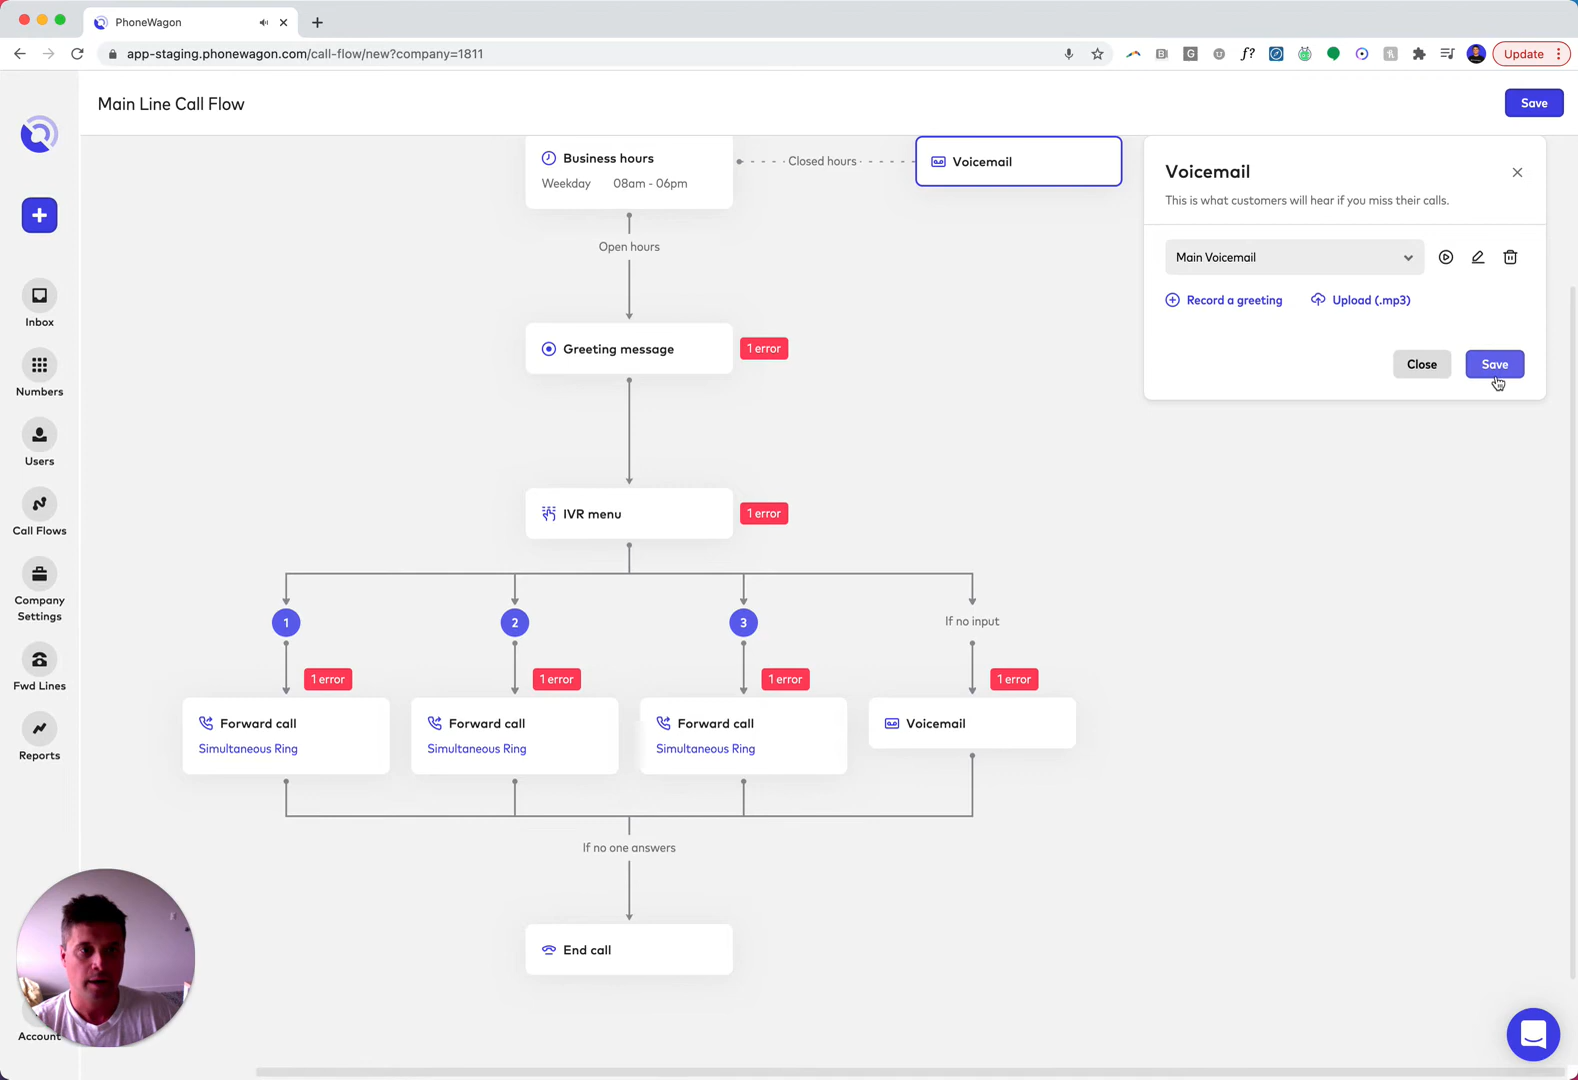 PhoneWagon
app-staging.phonewagon.com/call-flow/new?company=1811
f?
Update
Main Line Call Flow
Save
Business hours
Weekday 08am - 06pm
Closed hours
Voicemail
Open hours
Voicemail
This is what customers will hear if you miss their calls.
Main Voicemail
Record a greeting
Upload (.mp3)
Close
Save
Inbox
Numbers
Users
Call Flows
Company
Settings
Fwd Lines
Reports
Account
Greeting message
1 error
IVR menu
1 error
1
2
3
If no input
1 error
1 error
1 error
1 error
Forward call
Simultaneous Ring
Forward call
Simultaneous Ring
Forward call
Simultaneous Ring
Voicemail
If no one answers
End call